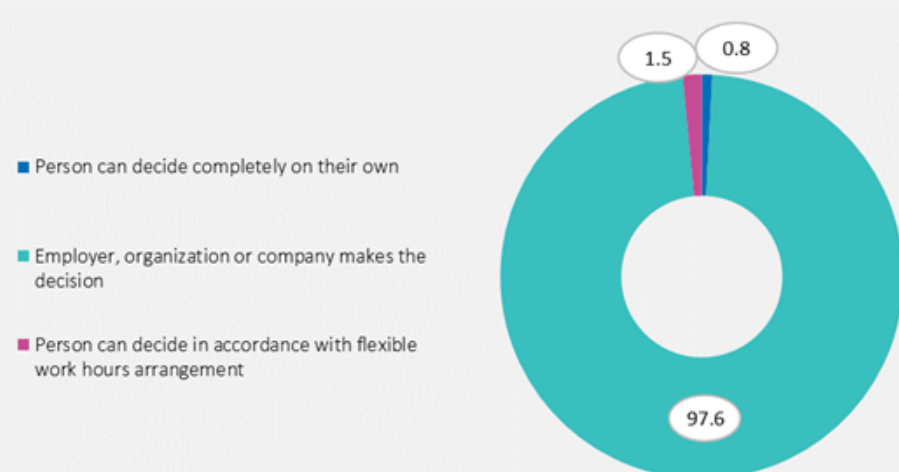 1.5
0.8
Person can decide completely on their own
Employer, organization or company makes the
decision
Person can decide in accordance with flexible
work hours arrangement
97.6